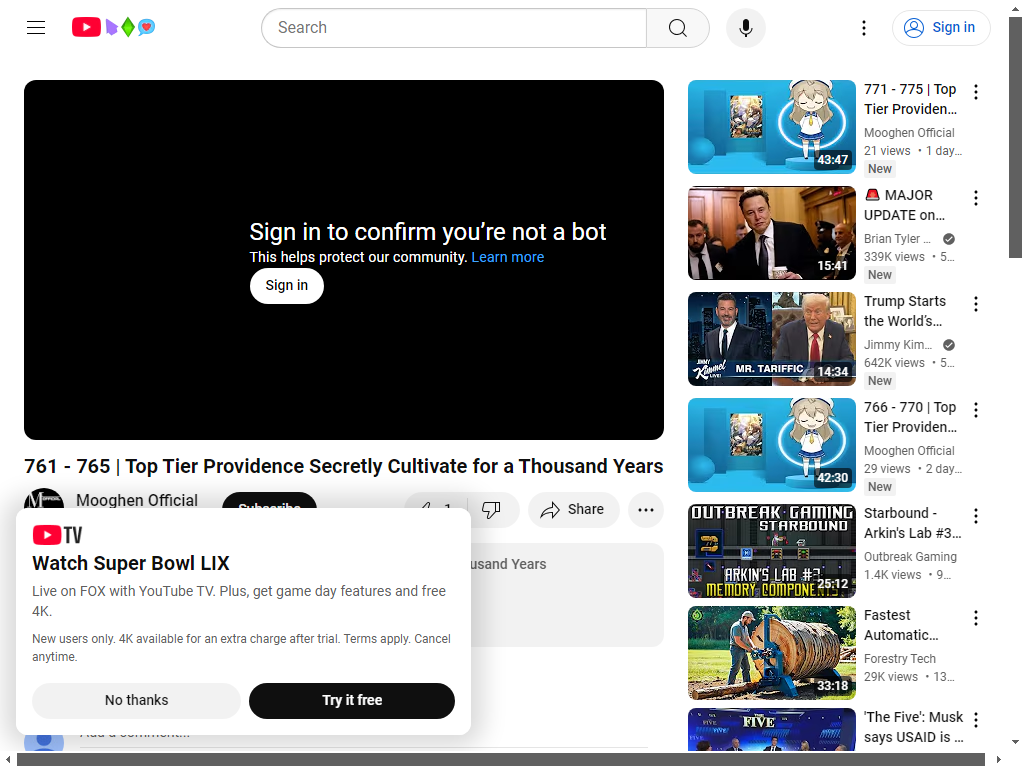 Search
Sign in
Sign in to confirm you're not a bot
This helps protect our community. Learn more
Sign in
761 - 765 | Top Tier Providence Secretly Cultivate for a Thousand Years
Mooghen Official
Subscribe
1
Share
usand Years
TV
Watch Super Bowl LIX
Live on FOX with YouTube TV. Plus, get game day features and free
4K.
New users only. 4K available for an extra charge after trial. Terms apply. Cancel
anytime.
No thanks
Try it free
Add a comment...
43:47
771 - 775 | Top
Tier Providen...
Mooghen Official
21 views • 1 day...
New
15:41
🚨 MAJOR
UPDATE on...
Brian Tyler ...
339K views • 5...
New
JIMMY
Kimmel
LIVE!
MR. TARIFFIC
14:34
Trump Starts
the World's...
Jimmy Kim...
642K views • 5...
New
42:30
766 - 770 | Top
Tier Providen...
Mooghen Official
29 views • 2 day...
New
OUTBREAK GAMING
STARBOUND
ARKIN'S LAB #3
MEMORY COMPONENTS
25:12
Starbound -
Arkin's Lab #3...
Outbreak Gaming
1.4K views • 9...
33:18
Fastest
Automatic...
Forestry Tech
29K views • 13...
THE
FIVE
'The Five': Musk
says USAID is ...